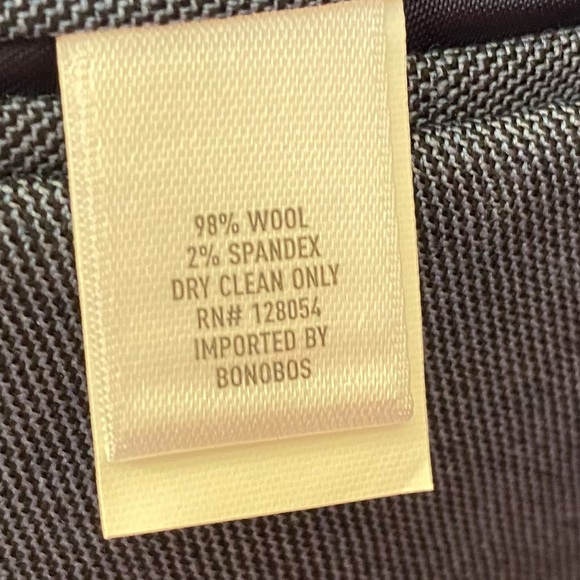 98% WOOL
2% SPANDEX
DRY CLEAN ONLY
RN# 128054
IMPORTED BY
BONOBOS